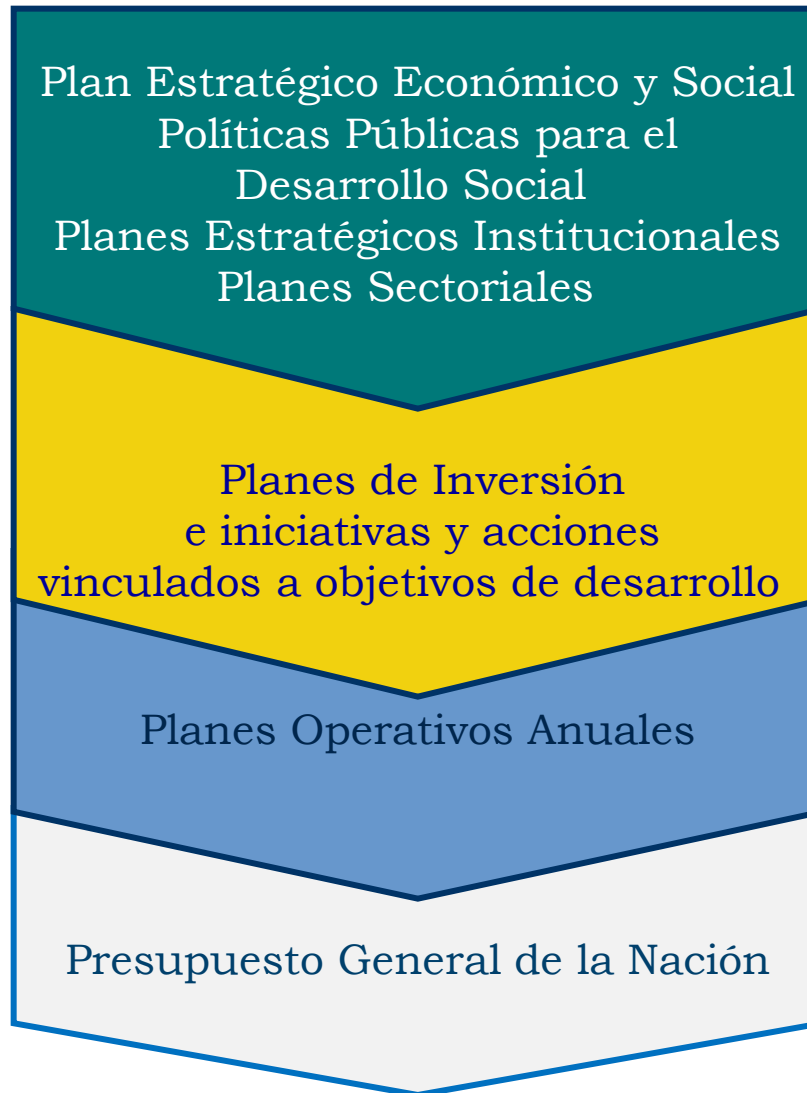 Plan Estratégico Económico y Social
Políticas Públicas para el
Desarrollo Social
Planes Estratégicos Institucionales
Planes Sectoriales
Planes de Inversión
e iniciativas y acciones
vinculados a objetivos de desarrollo
Planes Operativos Anuales
Presupuesto General de la Nación